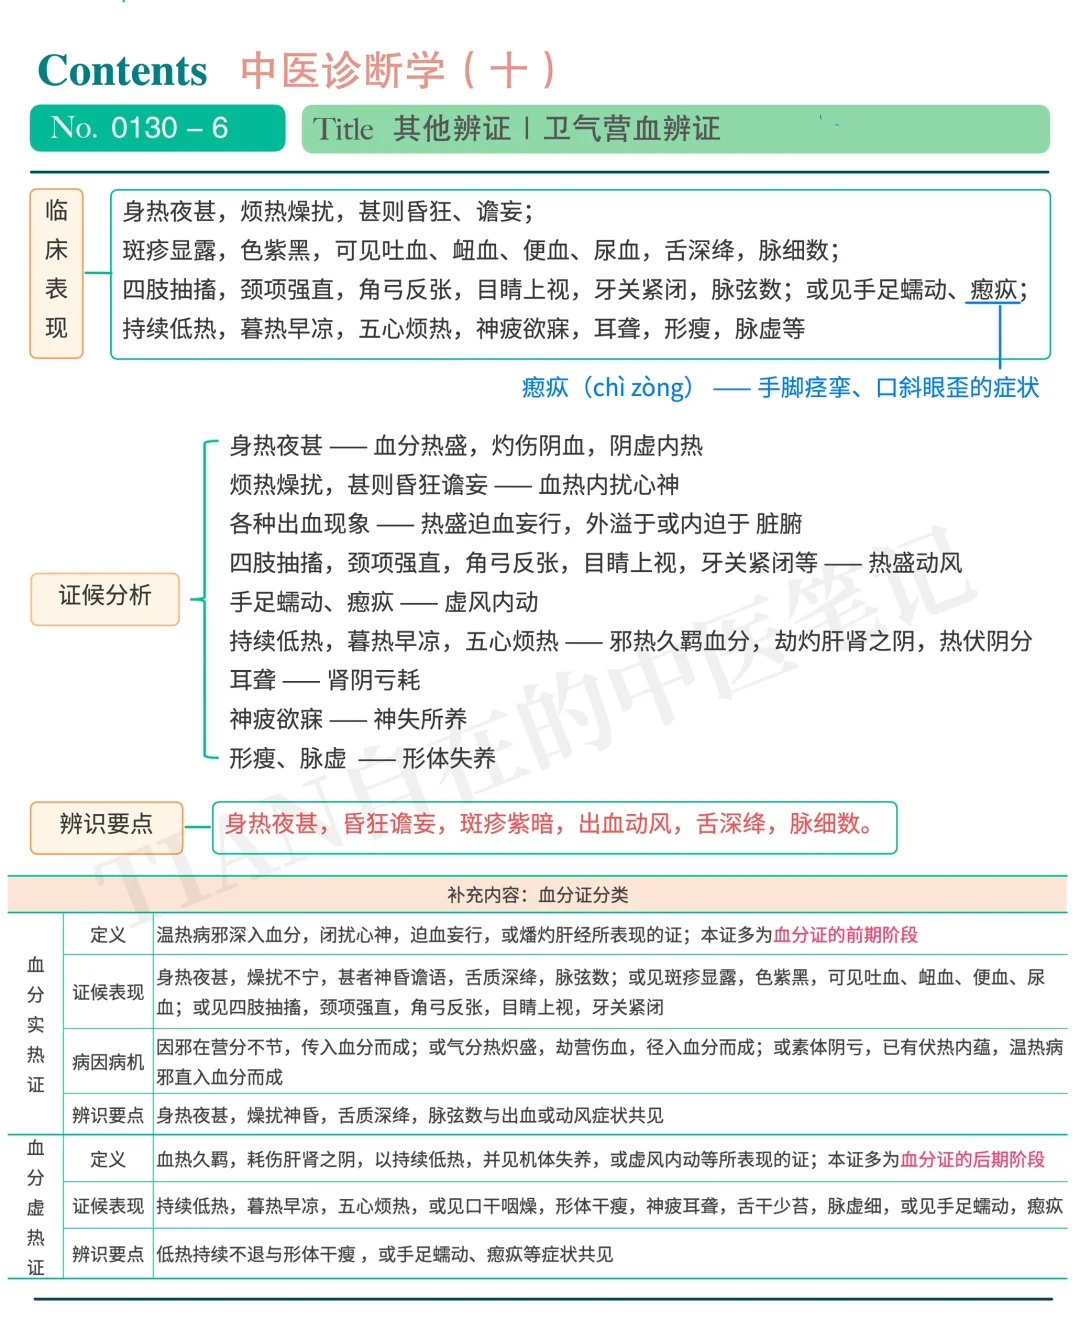 Contents 中医诊断学（十）
No. 0130 – 6
Title 其他辨证 | 卫气营血辨证
临床表现
身热夜甚，烦热燥扰，甚则昏狂、谵妄；
斑疹显露，色紫黑，可见吐血、衄血、便血、尿血，舌深绛，脉细数；
四肢抽搐，颈项强直，角弓反张，目睛上视，牙关紧闭，脉弦数；或见手足蠕动、瘛疭；
持续低热，暮热早凉，五心烦热，神疲欲寐，耳聋，形瘦，脉虚等
瘛疭（chì zòng） —— 手脚痉挛、口斜眼歪的症状
证候分析
身热夜甚 —— 血分热盛，灼伤阴血，阴虚内热
烦热燥扰，甚则昏狂谵妄 —— 血热内扰心神
各种出血现象 —— 热盛迫血妄行，外溢于或内迫于 脏腑
四肢抽搐，颈项强直，角弓反张，目睛上视，牙关紧闭等 —— 热盛动风
手足蠕动、瘛疭 —— 虚风内动
持续低热，暮热早凉，五心烦热 —— 邪热久羁血分，劫灼肝肾之阴，热伏阴分
耳聋 —— 肾阴亏耗
神疲欲寐 —— 神失所养
形瘦、脉虚 —— 形体失养
辨识要点
身热夜甚，昏狂谵妄，斑疹紫暗，出血动风，舌深绛，脉细数。
TIAN自在的中医笔记
补充内容：血分证分类
血分实热证
定义
温热病邪深入血分，闭扰心神，迫血妄行，或燔灼肝经所表现的证；本证多为血分证的前期阶段
证候表现
身热夜甚，燥扰不宁，甚者神昏谵语，舌质深绛，脉弦数；或见斑疹显露，色紫黑，可见吐血、衄血、便血、尿
血；或见四肢抽搐，颈项强直，角弓反张，目睛上视，牙关紧闭
病因病机
因邪在营分不节，传入血分而成；或气分热炽盛，劫营伤血，径入血分而成；或素体阴亏，已有伏热内蕴，温热病
邪直入血分而成
辨识要点
身热夜甚，燥扰神昏，舌质深绛，脉弦数与出血或动风症状共见
血分虚热证
定义
血热久羁，耗伤肝肾之阴，以持续低热，并见机体失养，或虚风内动等所表现的证；本证多为血分证的后期阶段
证候表现
持续低热，暮热早凉，五心烦热，或见口干咽燥，形体干瘦，神疲耳聋，舌干少苔，脉虚细，或见手足蠕动，瘛疭
辨识要点
低热持续不退与形体干瘦 ，或手足蠕动、瘛疭等症状共见